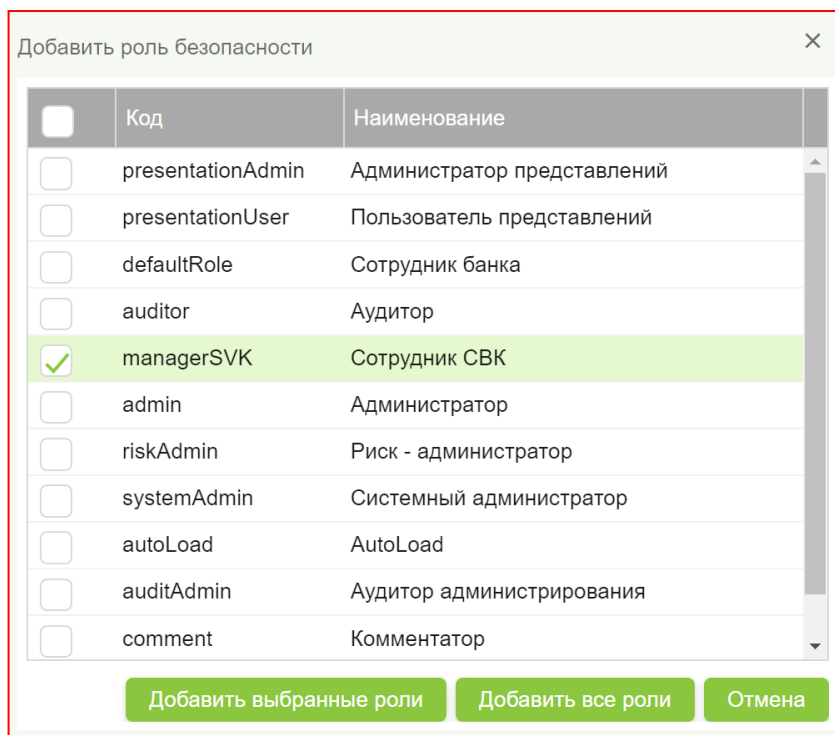 Добавить роль безопасности
Код Наименование
presentationAdmin Администратор представлений
presentationUser Пользователь представлений
defaultRole Сотрудник банка
auditor Аудитор
managerSVK Сотрудник СВК
admin Администратор
riskAdmin Риск - администратор
systemAdmin Системный администратор
autoLoad AutoLoad
auditAdmin Аудитор администрирования
comment Комментатор
Добавить выбранные роли Добавить все роли Отмена